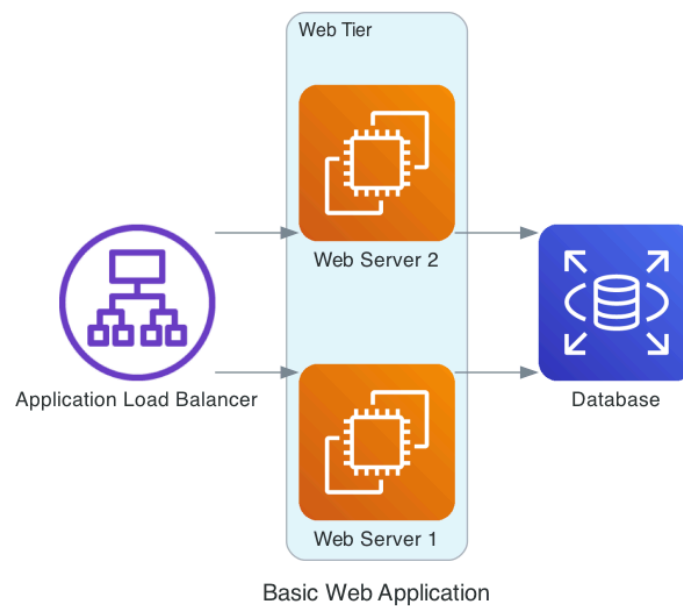 Web Tier
Web Server 2
Application Load Balancer
Database
Web Server 1
Basic Web Application